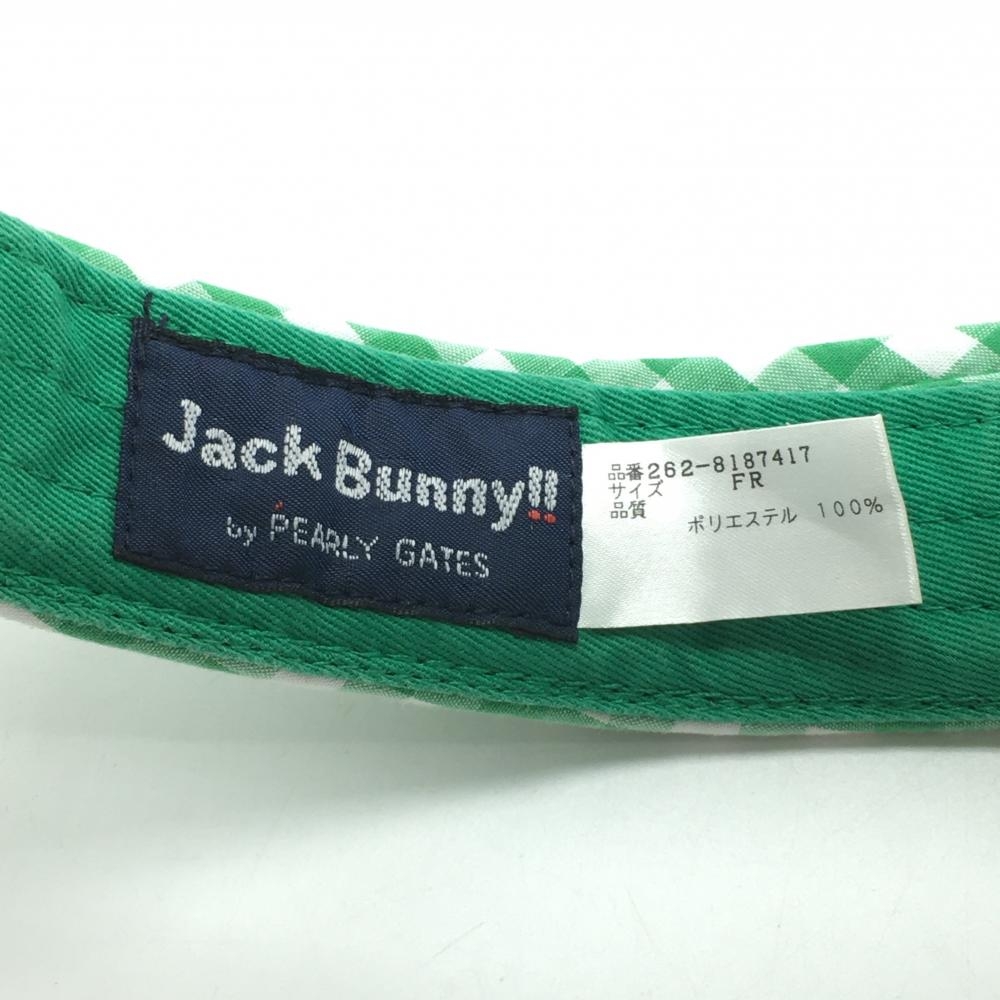 Jack Bunny!!
by PEARLY GATES
品番262-8187417
サイズ FR
品質 ポリエステル 100%